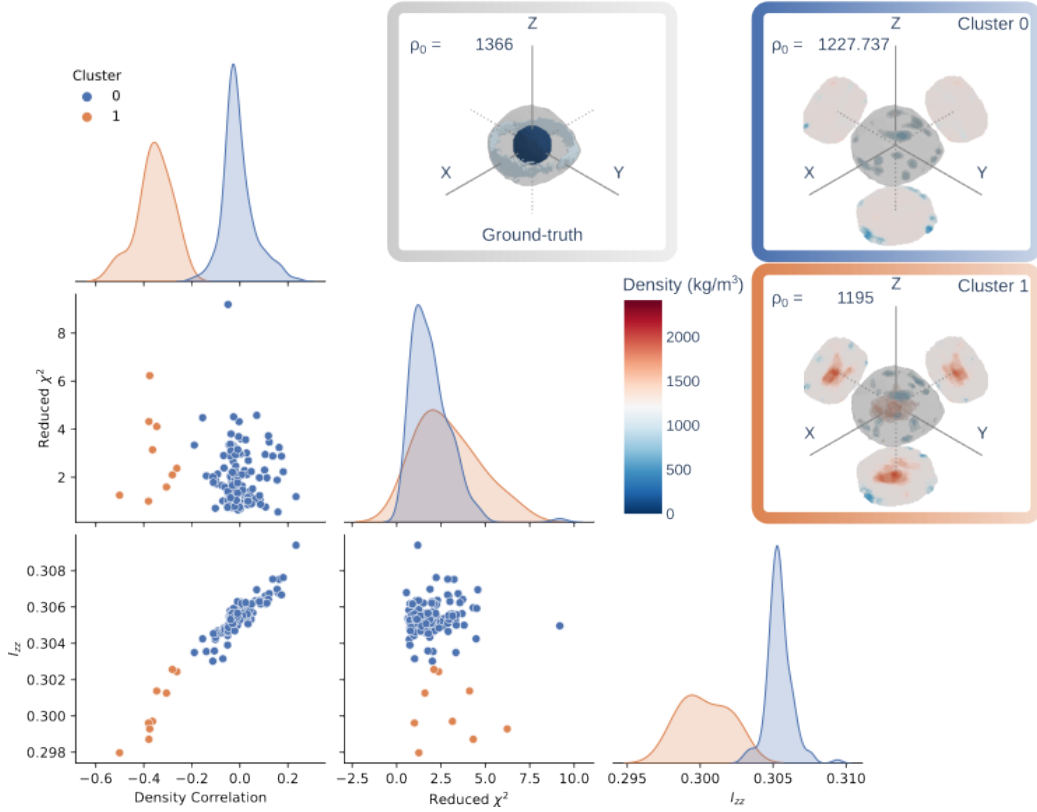 Cluster
0
1
Z
ρ₀ = 1366
X
Y
Ground-truth
Cluster 0
Z
ρ₀ = 1227.737
X
Y
Cluster 1
Z
ρ₀ = 1195
X
Y
Density (kg/m³)
2000
1500
1000
500
0
Reduced χ²
8
6
4
2
I_zz
0.308
0.306
0.304
0.302
0.300
0.298
−0.6 −0.4 −0.2 0.0 0.2
Density Correlation
−2.5 0.0 2.5 5.0 7.5 10.0
Reduced χ²
0.295 0.300 0.305 0.310
I_zz